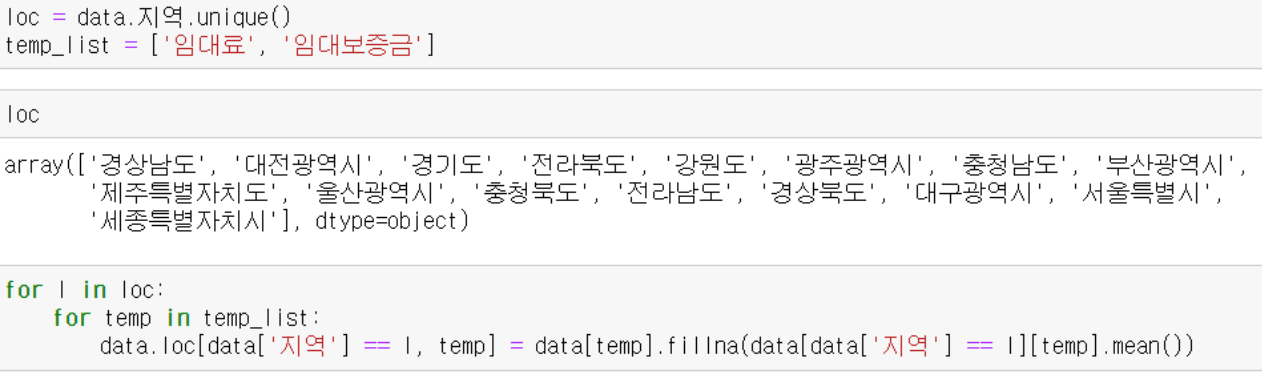 loc = data.지역.unique()
temp_list = ['임대료', '임대보증금']
loc
array(['경상남도', '대전광역시', '경기도', '전라북도', '강원도', '광주광역시', '충청남도', '부산광역시',
'제주특별자치도', '울산광역시', '충청북도', '전라남도', '경상북도', '대구광역시', '서울특별시',
'세종특별자치시'], dtype=object)
for l in loc:
for temp in temp_list:
data.loc[data['지역'] == l, temp] = data[temp].fillna(data[data['지역'] == l][temp].mean())